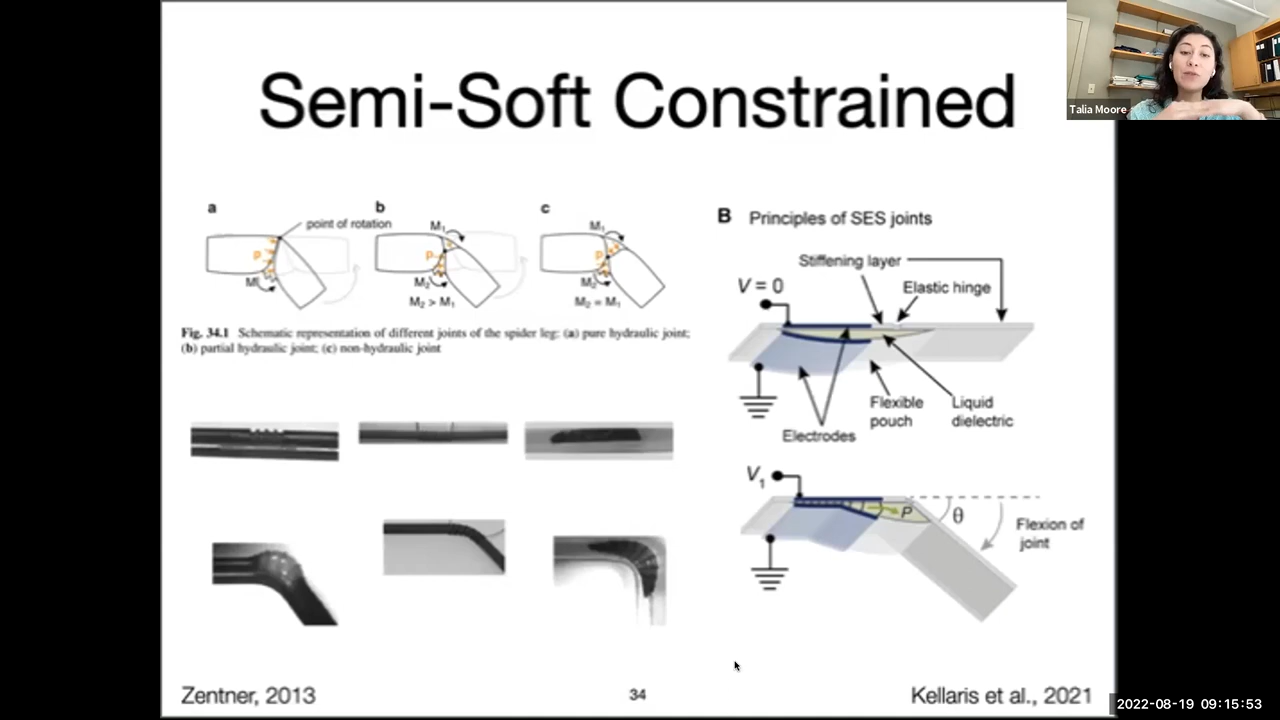 Semi-Soft Constrained
Talia Moore
a
b
c
point of rotation
P
M
M₁
P
M₂
M₂ > M₁
M₁
P
M₂
M₂ = M₁
Fig. 34.1 Schematic representation of different joints of the spider leg: (a) pure hydraulic joint;
(b) partial hydraulic joint; (c) non-hydraulic joint
B Principles of SES joints
Stiffening layer
V = 0
Elastic hinge
Flexible
pouch
Liquid
dielectric
Electrodes
V₁
P
θ
Flexion of
joint
Zentner, 2013
34
Kellaris et al., 2021
2022-08-19 09:15:53